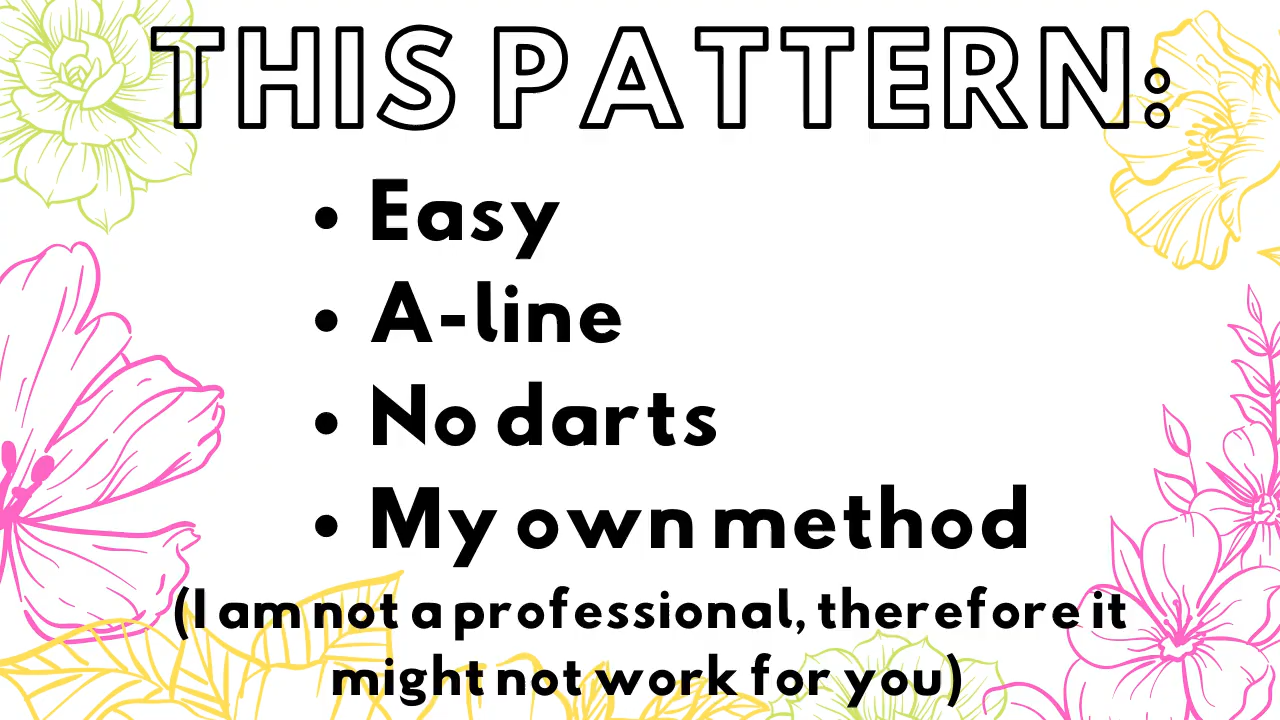 THIS PATTERN:
• Easy
• A-line
• No darts
• My own method
(I am not a professional, therefore it
might not work for you)